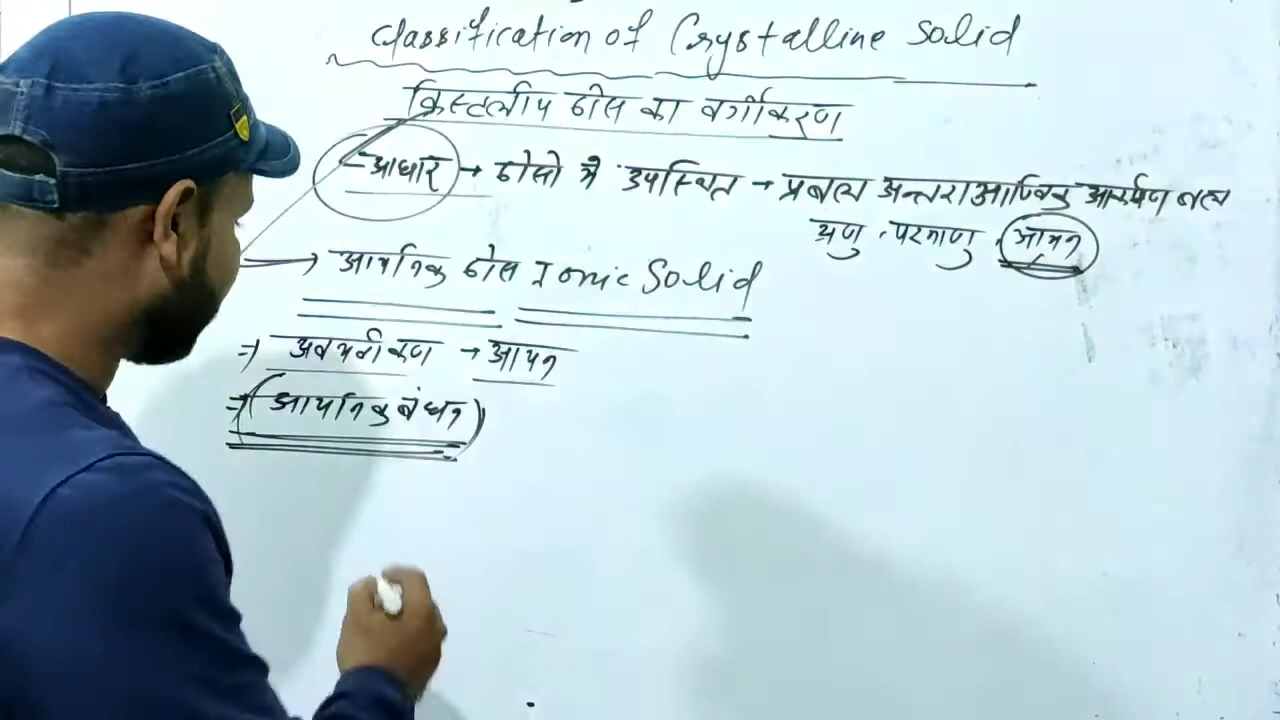 Classification of Crystalline Solid
क्रिस्टलीय ठोस का वर्गीकरण
आधार → ठोसो मे उपस्थित → प्रबल अन्तराआण्विक आकर्षण बल
अणु, परमाणु, आयन
→ आयनिक ठोस Ionic Solid
⇒ अवयवीकण → आयन
⇒ (आयनिक बंधन)